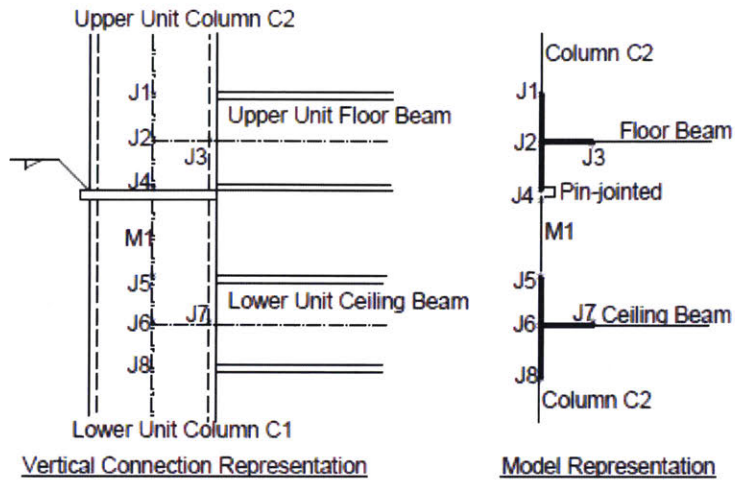 Upper Unit Column C2
J1
Upper Unit Floor Beam
J2
J3
J4
M1
J5
Lower Unit Ceiling Beam
J6
J7
J8
Lower Unit Column C1
Vertical Connection Representation
Column C2
J1
Floor Beam
J2
J3
J4
Pin-jointed
M1
J5
J7
Ceiling Beam
J6
J8
Column C2
Model Representation